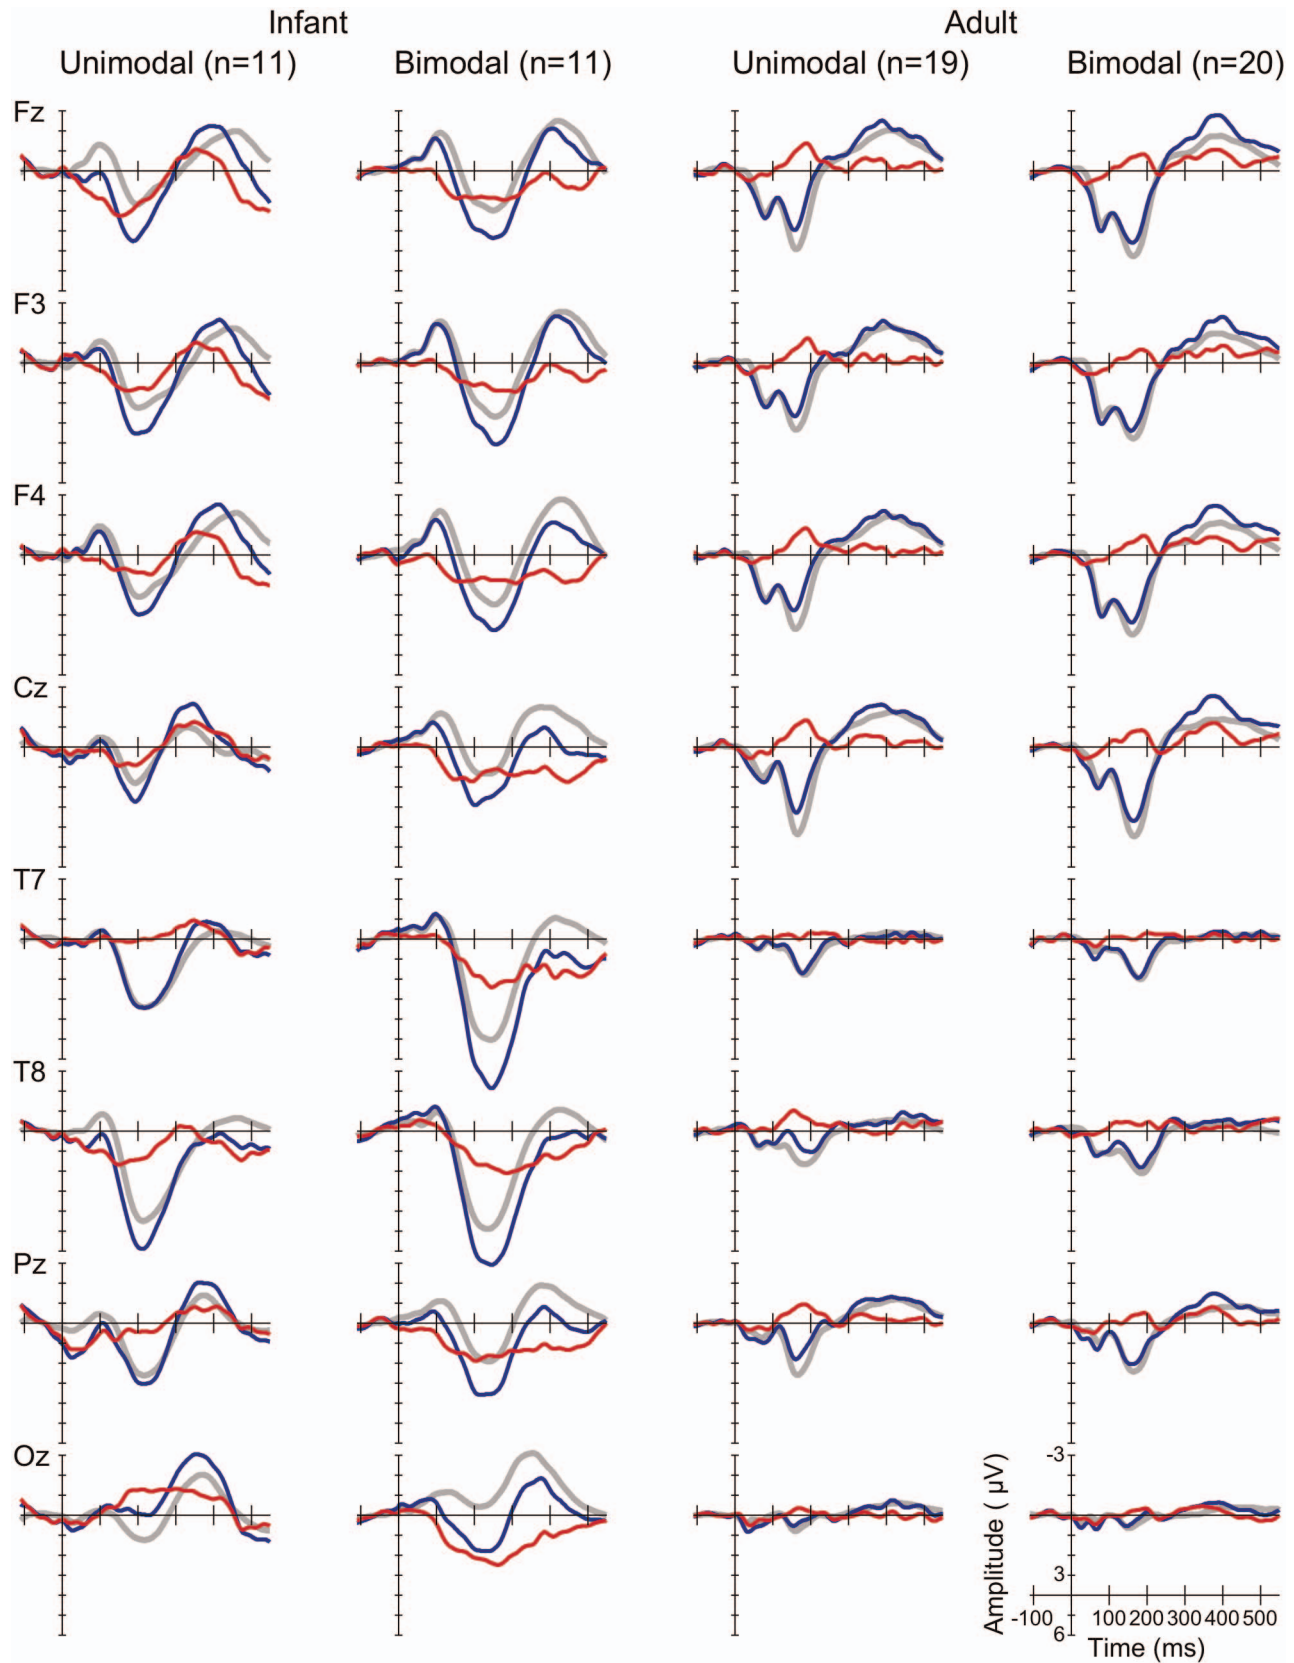 Infant Adult
Unimodal (n=11) Bimodal (n=11) Unimodal (n=19) Bimodal (n=20)
Fz
F3
F4
Cz
T7
T8
Pz
Oz
-3
3
6
Amplitude ( µV)
-100 100 200 300 400 500
Time (ms)